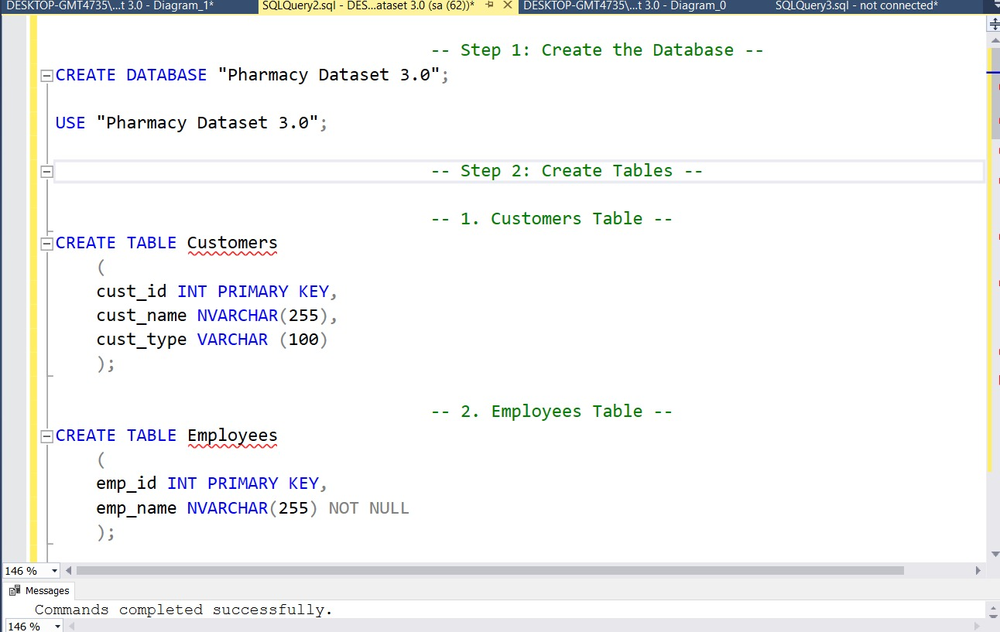 DESKTOP-GMT4735\...t 3.0 - Diagram_1* SQLQuery2.sql - DES...ataset 3.0 (sa (62))* DESKTOP-GMT4735\...t 3.0 - Diagram_0 SQLQuery3.sql - not connected*
-- Step 1: Create the Database --
CREATE DATABASE "Pharmacy Dataset 3.0";
USE "Pharmacy Dataset 3.0";
-- Step 2: Create Tables --
-- 1. Customers Table --
CREATE TABLE Customers
(
cust_id INT PRIMARY KEY,
cust_name NVARCHAR(255),
cust_type VARCHAR (100)
);
-- 2. Employees Table --
CREATE TABLE Employees
(
emp_id INT PRIMARY KEY,
emp_name NVARCHAR(255) NOT NULL
);
146 %
Messages
Commands completed successfully.
146 %